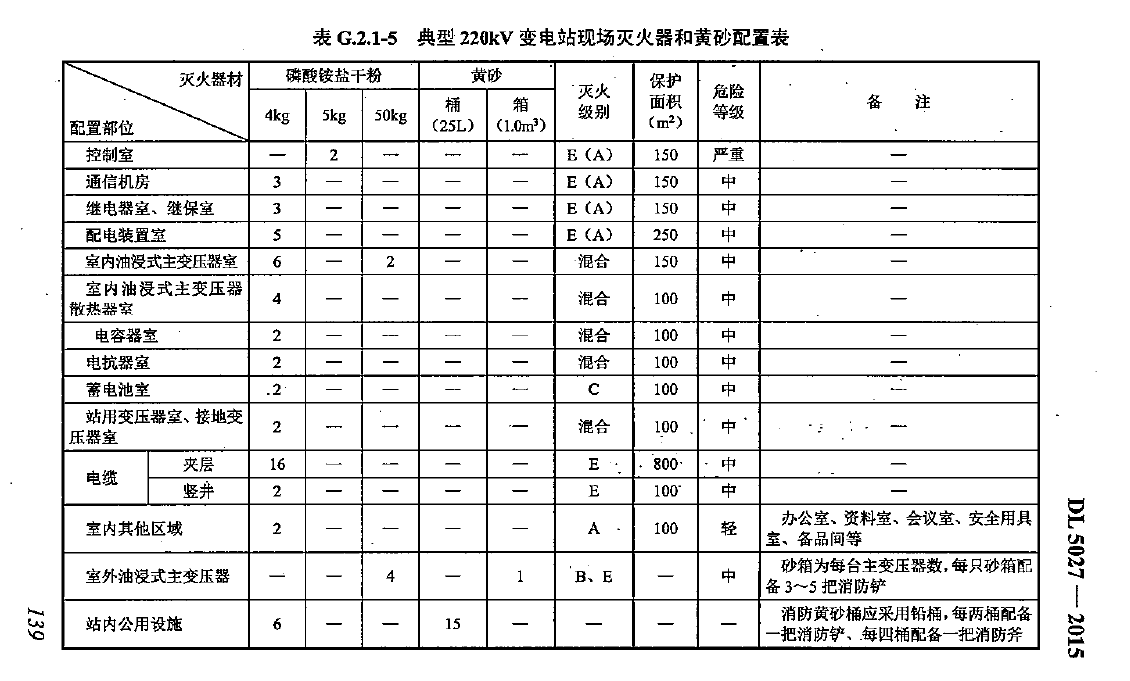 表 G.2.1-5 典型 220kV 变电站现场灭火器和黄砂配置表
灭火器材 磷酸铵盐干粉 黄砂 灭火级别 保护面积（m²） 危险等级 备 注
配置部位 4kg 5kg 50kg 桶（25L） 箱（1.0m³）
控制室 — 2 — — — E（A） 150 严重 —
通信机房 3 — — — — E（A） 150 中 —
继电器室、继保室 3 — — — — E（A） 150 中 —
配电装置室 5 — — — — E（A） 250 中 —
室内油浸式主变压器室 6 — 2 — — 混合 150 中 —
室内油浸式主变压器
散热器室 4 — — — — 混合 100 中 —
电容器室 2 — — — — 混合 100 中 —
电抗器室 2 — — — — 混合 100 中 —
蓄电池室 2 — — — — C 100 中 —
站用变压器室、接地变
压器室 2 — — — — 混合 100 中 —
电缆 夹层 16 — — — — E 800 中 —
竖井 2 — — — — E 100 中 —
室内其他区域 2 — — — — A 100 轻 办公室、资料室、会议室、安全用具
室、备品间等
室外油浸式主变压器 — — 4 — 1 B、E — 中 砂箱为每台主变压器数，每只砂箱配
备 3～5 把消防铲
站内公用设施 6 — — 15 — — — — 消防黄砂桶应采用铅桶，每两桶配备
一把消防铲、每四桶配备一把消防斧
DL 5027 — 2015
139